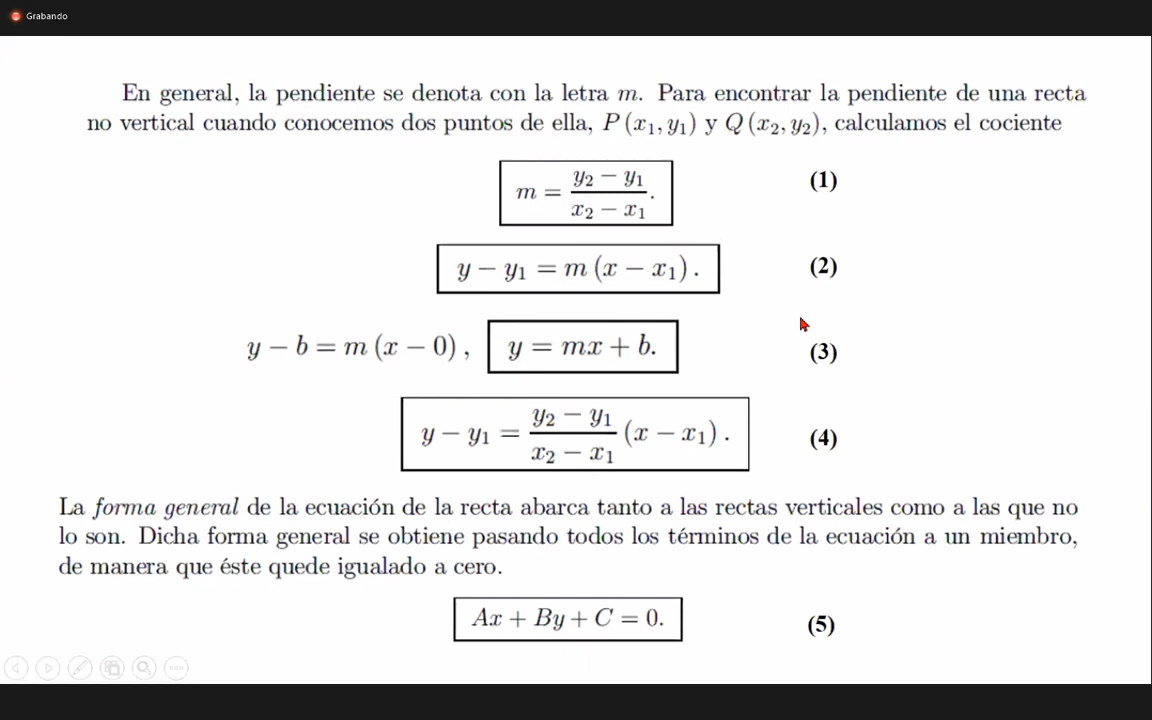 Grabando
En general, la pendiente se denota con la letra m. Para encontrar la pendiente de una recta
no vertical cuando conocemos dos puntos de ella, P (x₁, y₁) y Q (x₂, y₂), calculamos el cociente
m = (y₂ − y₁)/(x₂ − x₁). (1)
y − y₁ = m (x − x₁). (2)
y − b = m (x − 0), y = mx + b. (3)
y − y₁ = (y₂ − y₁)/(x₂ − x₁) (x − x₁). (4)
La forma general de la ecuación de la recta abarca tanto a las rectas verticales como a las que no
lo son. Dicha forma general se obtiene pasando todos los términos de la ecuación a un miembro,
de manera que éste quede igualado a cero.
Ax + By + C = 0. (5)